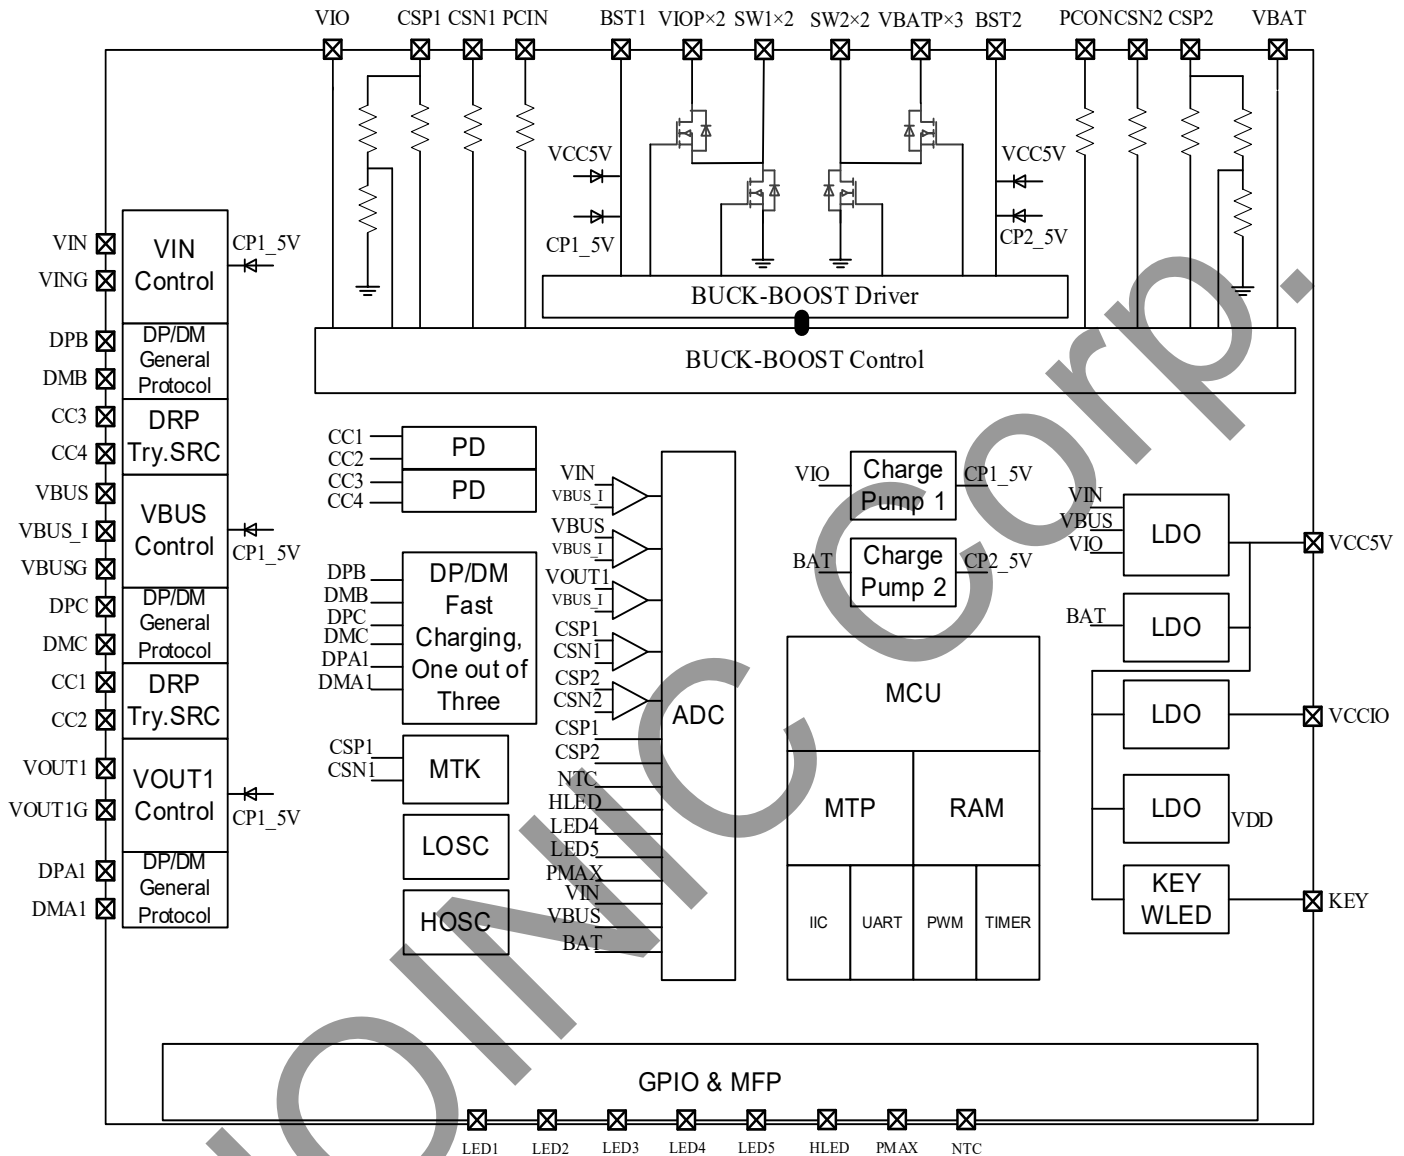 VIO CSP1 CSN1 PCIN BST1 VIOP×2 SW1×2 SW2×2 VBATP×3 BST2 PCON CSN2 CSP2 VBAT
VCC5V
CP1_5V
VCC5V
CP2_5V
BUCK-BOOST Driver
BUCK-BOOST Control
VIN
VING
DPB
DMB
CC3
CC4
VBUS
VBUS_I
VBUSG
DPC
DMC
CC1
CC2
VOUT1
VOUT1G
DPA1
DMA1
VIN
Control
CP1_5V
DP/DM
General
Protocol
DRP
Try.SRC
VBUS
Control
CP1_5V
DP/DM
General
Protocol
DRP
Try.SRC
VOUT1
Control
CP1_5V
DP/DM
General
Protocol
CC1
CC2
PD
CC3
CC4
PD
DPB
DMB
DPC
DMC
DPA1
DMA1
DP/DM
Fast
Charging,
One out of
Three
CSP1
CSN1
MTK
LOSC
HOSC
VIN
VBUS_I
VBUS
VBUS_I
VOUT1
VBUS_I
CSP1
CSN1
CSP2
CSN2
CSP1
CSP2
NTC
HLED
LED4
LED5
PMAX
VIN
VBUS
BAT
ADC
VIO
Charge
Pump 1
CP1_5V
BAT
Charge
Pump 2
CP2_5V
MCU
MTP
RAM
IIC
UART
PWM
TIMER
VIN
VBUS
VIO
LDO
VCC5V
BAT
LDO
LDO
VCCIO
LDO
VDD
KEY
WLED
KEY
GPIO & MFP
LED1 LED2 LED3 LED4 LED5 HLED PMAX NTC
Corp.